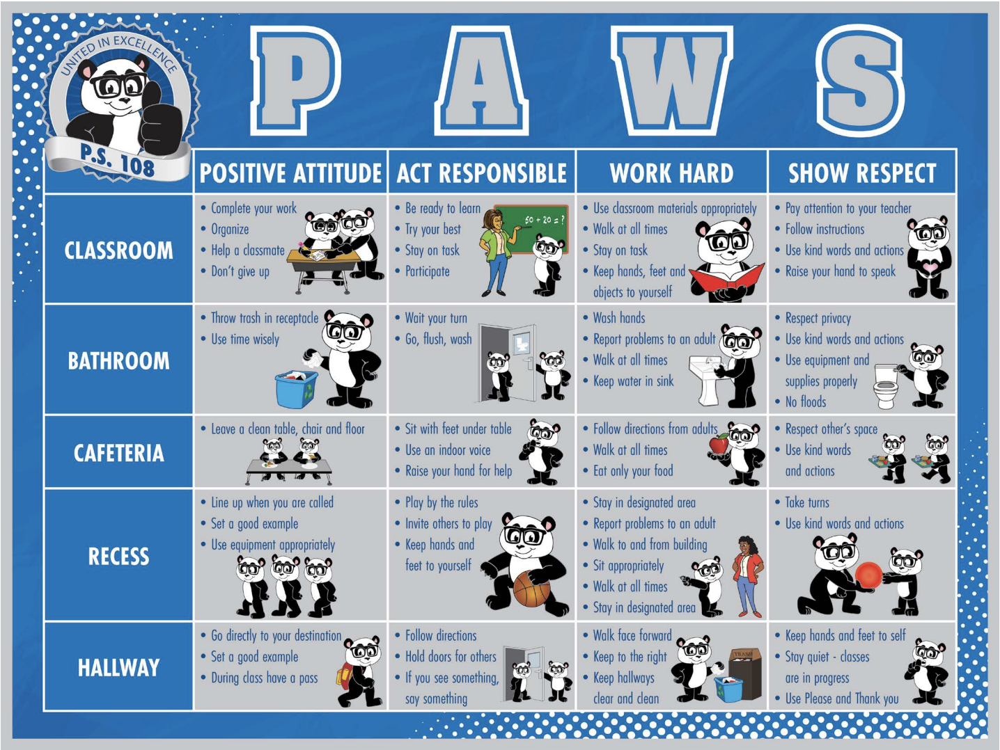 UNITED IN EXCELLENCE
P.S. 108
P A W S
POSITIVE ATTITUDE
ACT RESPONSIBLE
WORK HARD
SHOW RESPECT
CLASSROOM
• Complete your work
• Organize
• Help a classmate
• Don't give up
• Be ready to learn
• Try your best
• Stay on task
• Participate
50 + 20 = ?
• Use classroom materials appropriately
• Walk at all times
• Stay on task
• Keep hands, feet and
objects to yourself
• Pay attention to your teacher
• Follow instructions
• Use kind words and actions
• Raise your hand to speak
BATHROOM
• Throw trash in receptacle
• Use time wisely
• Wait your turn
• Go, flush, wash
• Wash hands
• Report problems to an adult
• Walk at all times
• Keep water in sink
• Respect privacy
• Use kind words and actions
• Use equipment and
supplies properly
• No floods
CAFETERIA
• Leave a clean table, chair and floor
• Sit with feet under table
• Use an indoor voice
• Raise your hand for help
• Follow directions from adults
• Walk at all times
• Eat only your food
• Respect other's space
• Use kind words
and actions
RECESS
• Line up when you are called
• Set a good example
• Use equipment appropriately
• Play by the rules
• Invite others to play
• Keep hands and
feet to yourself
• Stay in designated area
• Report problems to an adult
• Walk to and from building
• Sit appropriately
• Walk at all times
• Stay in designated area
• Take turns
• Use kind words and actions
HALLWAY
• Go directly to your destination
• Set a good example
• During class have a pass
• Follow directions
• Hold doors for others
• If you see something,
say something
• Walk face forward
• Keep to the right
• Keep hallways
clear and clean
TRASH
• Keep hands and feet to self
• Stay quiet - classes
are in progress
• Use Please and Thank you